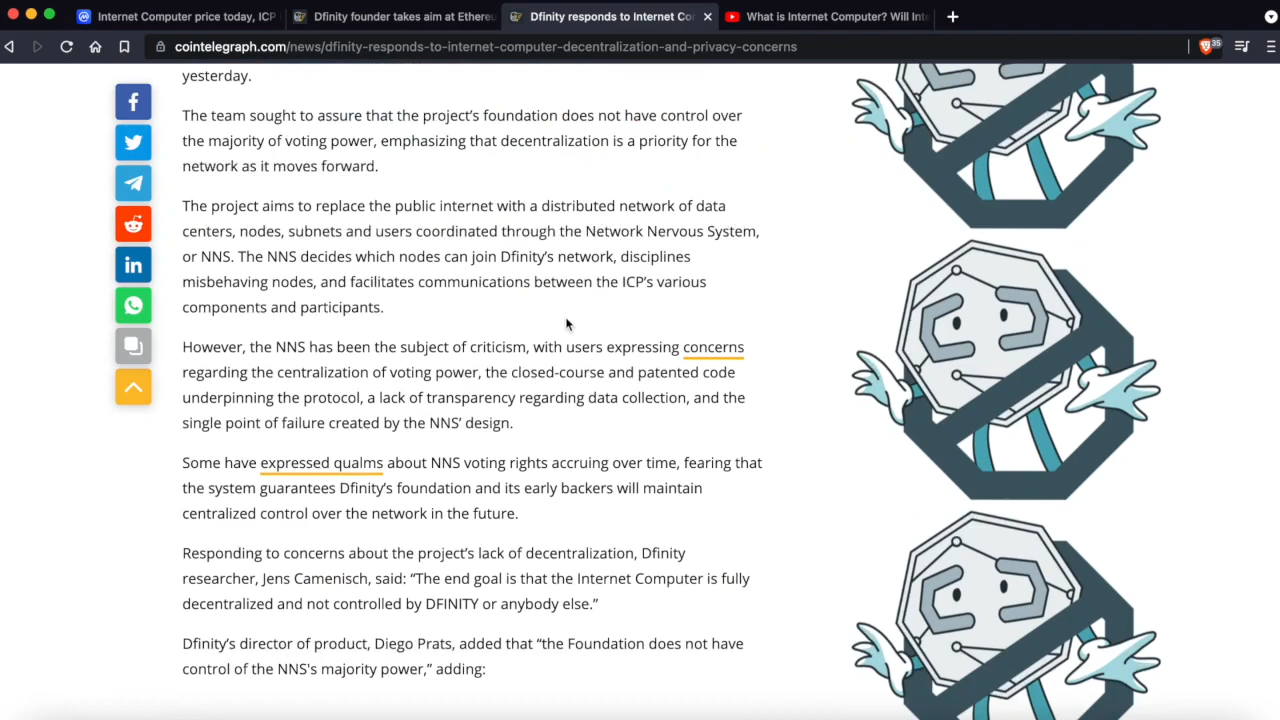 Internet Computer price today, ICP
Dfinity founder takes aim at Ethereu
Dfinity responds to Internet Cor
What is Internet Computer? Will Inte
cointelegraph.com/news/dfinity-responds-to-internet-computer-decentralization-and-privacy-concerns
35
yesterday.
The team sought to assure that the project's foundation does not have control over
the majority of voting power, emphasizing that decentralization is a priority for the
network as it moves forward.
The project aims to replace the public internet with a distributed network of data
centers, nodes, subnets and users coordinated through the Network Nervous System,
or NNS. The NNS decides which nodes can join Dfinity's network, disciplines
misbehaving nodes, and facilitates communications between the ICP's various
components and participants.
However, the NNS has been the subject of criticism, with users expressing concerns
regarding the centralization of voting power, the closed-course and patented code
underpinning the protocol, a lack of transparency regarding data collection, and the
single point of failure created by the NNS' design.
Some have expressed qualms about NNS voting rights accruing over time, fearing that
the system guarantees Dfinity's foundation and its early backers will maintain
centralized control over the network in the future.
Responding to concerns about the project's lack of decentralization, Dfinity
researcher, Jens Camenisch, said: “The end goal is that the Internet Computer is fully
decentralized and not controlled by DFINITY or anybody else.”
Dfinity's director of product, Diego Prats, added that “the Foundation does not have
control of the NNS's majority power,” adding: